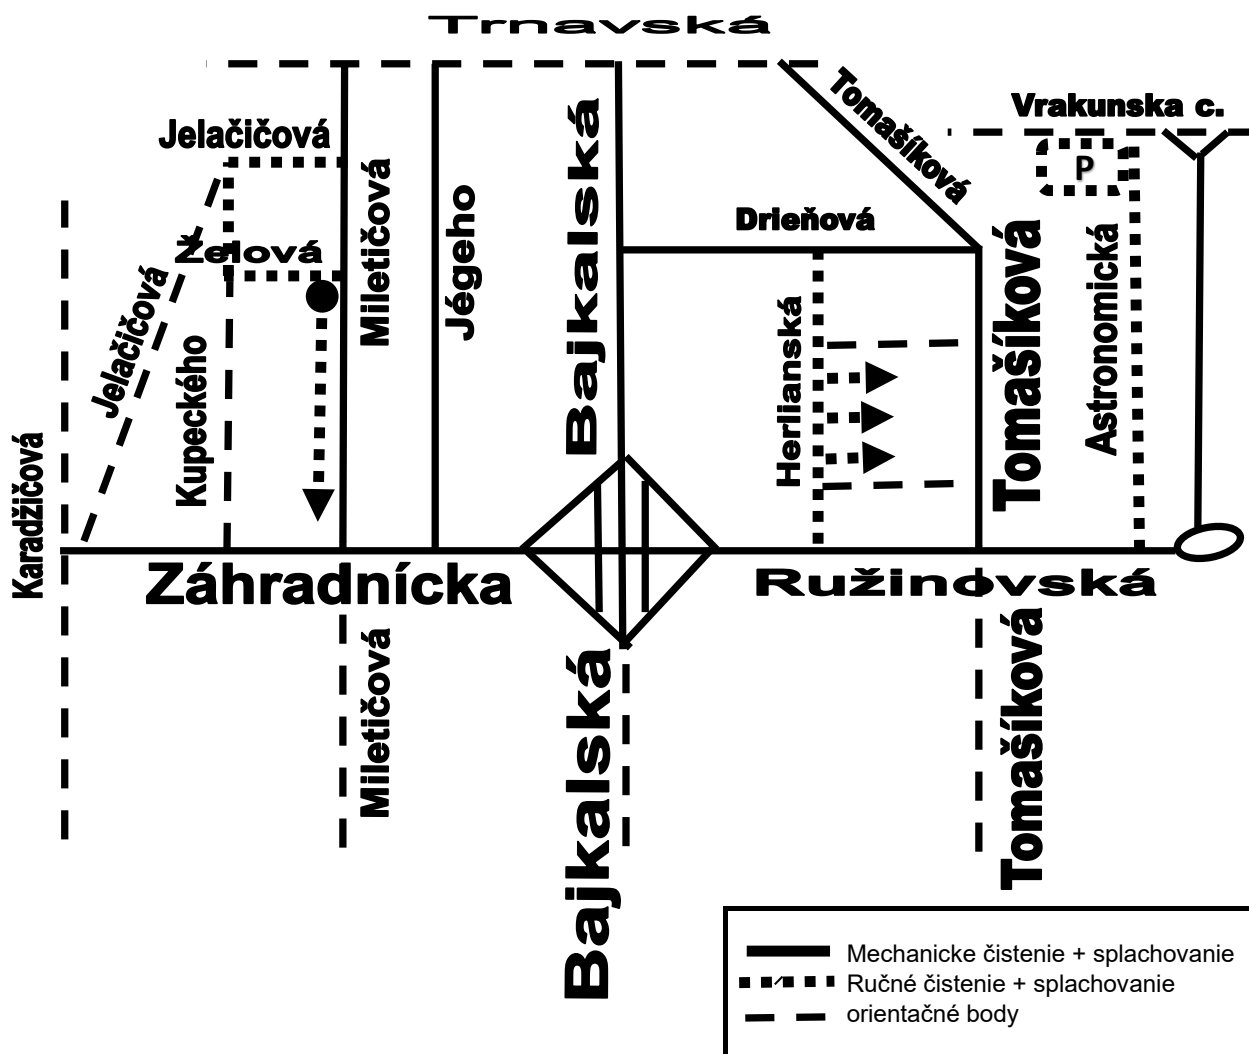 Trnavská
Vrakunska c.
Tomašíková
Jelačičová
P
Bajkalská
Miletičová
Jégeho
Drieňová
Želová
Jelačičová
Kupeckého
Herlianská
Tomašíková
Astronomická
Karadžičová
Záhradnícka
Ružinovská
Miletičová
Bajkalská
Tomašíková
Mechanicke čistenie + splachovanie
Ručné čistenie + splachovanie
orientačné body